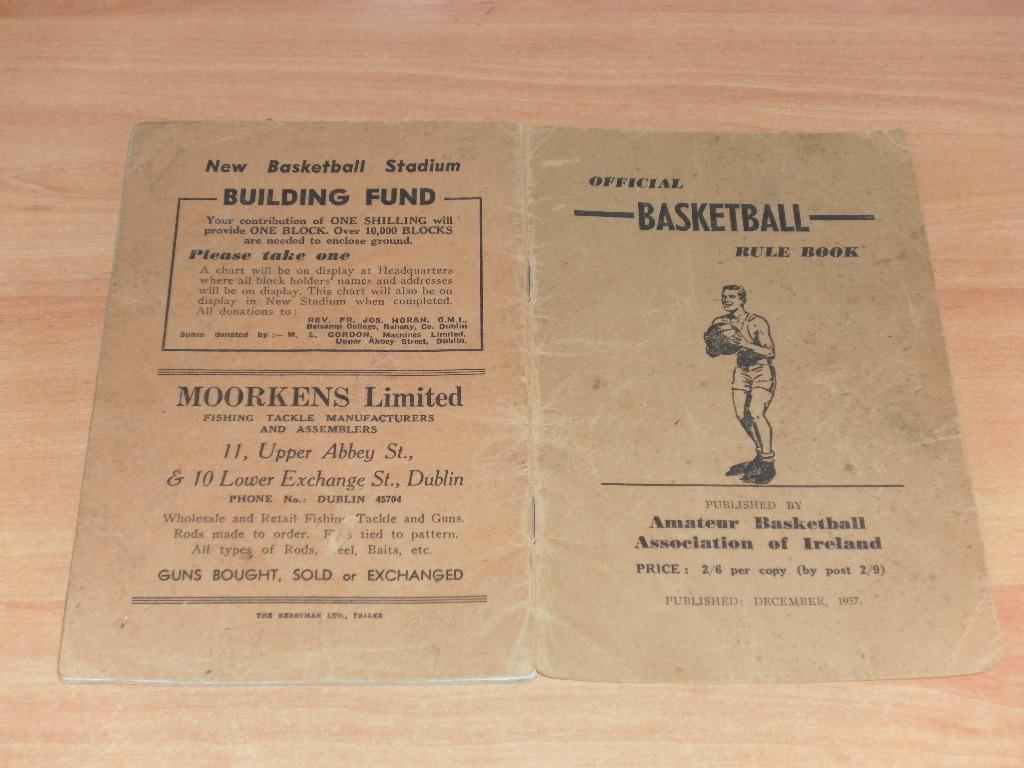 New Basketball Stadium
BUILDING FUND
Your contribution of ONE SHILLING will
provide ONE BLOCK. Over 10,000 BLOCKS
are needed to enclose ground.
Please take one
A chart will be on display at Headquarters
where all block holders' names and addresses
will be on display. This chart will also be on
display in New Stadium when completed.
All donations to:
REV. FR. JOS. HORAN, O.M.I.,
Belcamp College, Raheny, Co. Dublin
Space donated by:— M. L. GORDON, Machines Limited,
Upper Abbey Street, Dublin.
MOORKENS Limited
FISHING TACKLE MANUFACTURERS
AND ASSEMBLERS
11, Upper Abbey St.,
& 10 Lower Exchange St., Dublin
PHONE No.: DUBLIN 45704
Wholesale and Retail Fishing Tackle and Guns.
Rods made to order. tied to pattern.
All types of Rods, eel, Baits, etc.
GUNS BOUGHT, SOLD or EXCHANGED
THE KERRYMAN LTD., TRALEE
OFFICIAL
BASKETBALL
RULE BOOK
PUBLISHED BY
Amateur Basketball
Association of Ireland
PRICE: 2/6 per copy (by post 2/9)
PUBLISHED: DECEMBER, 1957.